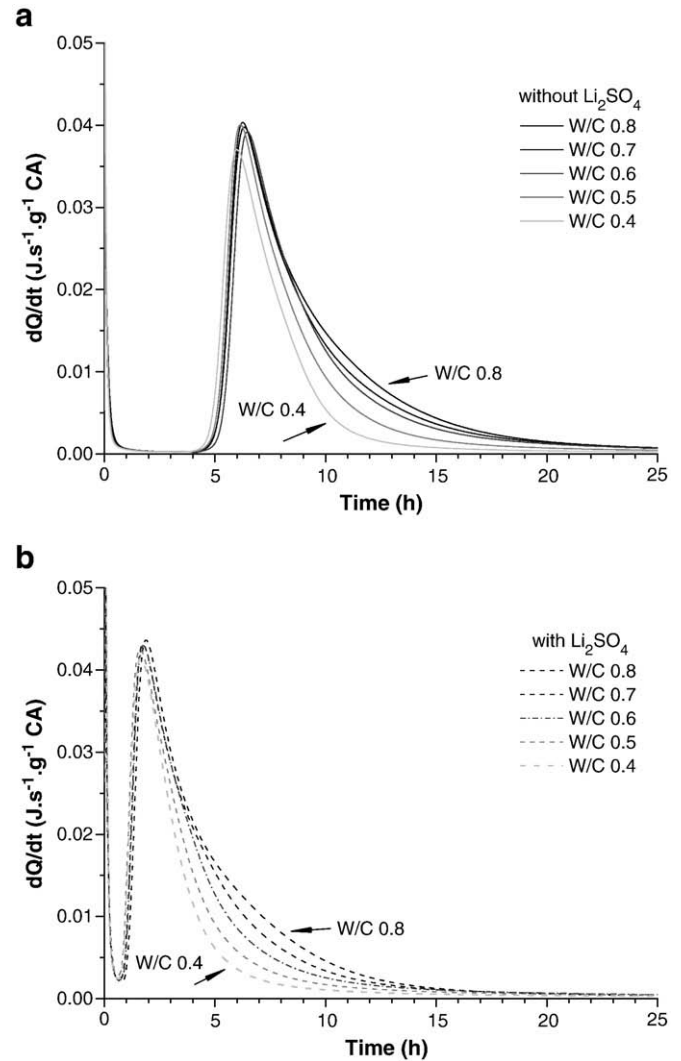 a
0.05
0.04
0.03
0.02
0.01
0.00
dQ/dt (J.s⁻¹.g⁻¹ CA)
without Li₂SO₄
W/C 0.8
W/C 0.7
W/C 0.6
W/C 0.5
W/C 0.4
W/C 0.8
W/C 0.4
0 5 10 15 20 25
Time (h)
b
0.05
0.04
0.03
0.02
0.01
0.00
dQ/dt (J.s⁻¹.g⁻¹ CA)
with Li₂SO₄
W/C 0.8
W/C 0.7
W/C 0.6
W/C 0.5
W/C 0.4
W/C 0.8
W/C 0.4
0 5 10 15 20 25
Time (h)